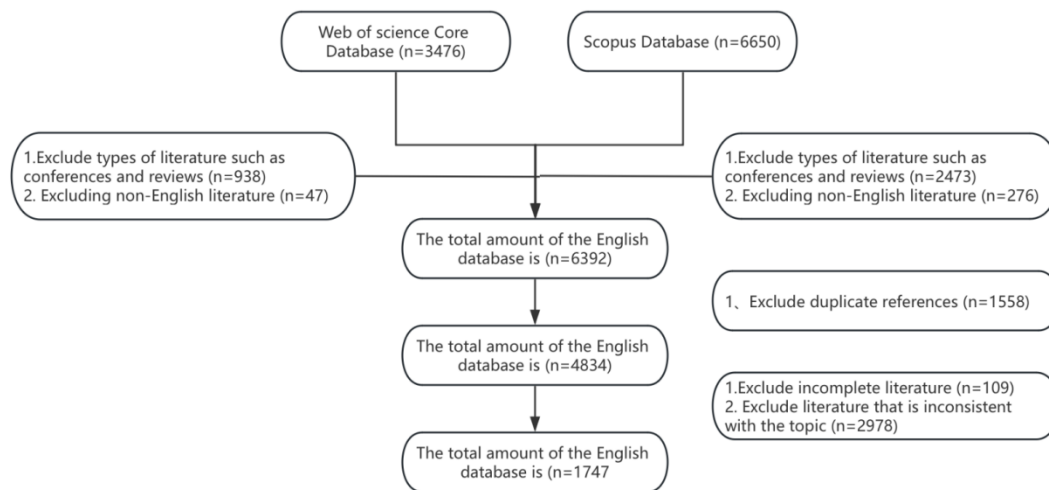 Web of science Core
Database (n=3476)
Scopus Database (n=6650)
1.Exclude types of literature such as
conferences and reviews (n=938)
2. Excluding non-English literature (n=47)
1.Exclude types of literature such as
conferences and reviews (n=2473)
2. Excluding non-English literature (n=276)
The total amount of the English
database is (n=6392)
1、Exclude duplicate references (n=1558)
The total amount of the English
database is (n=4834)
1.Exclude incomplete literature (n=109)
2. Exclude literature that is inconsistent
with the topic (n=2978)
The total amount of the English
database is (n=1747